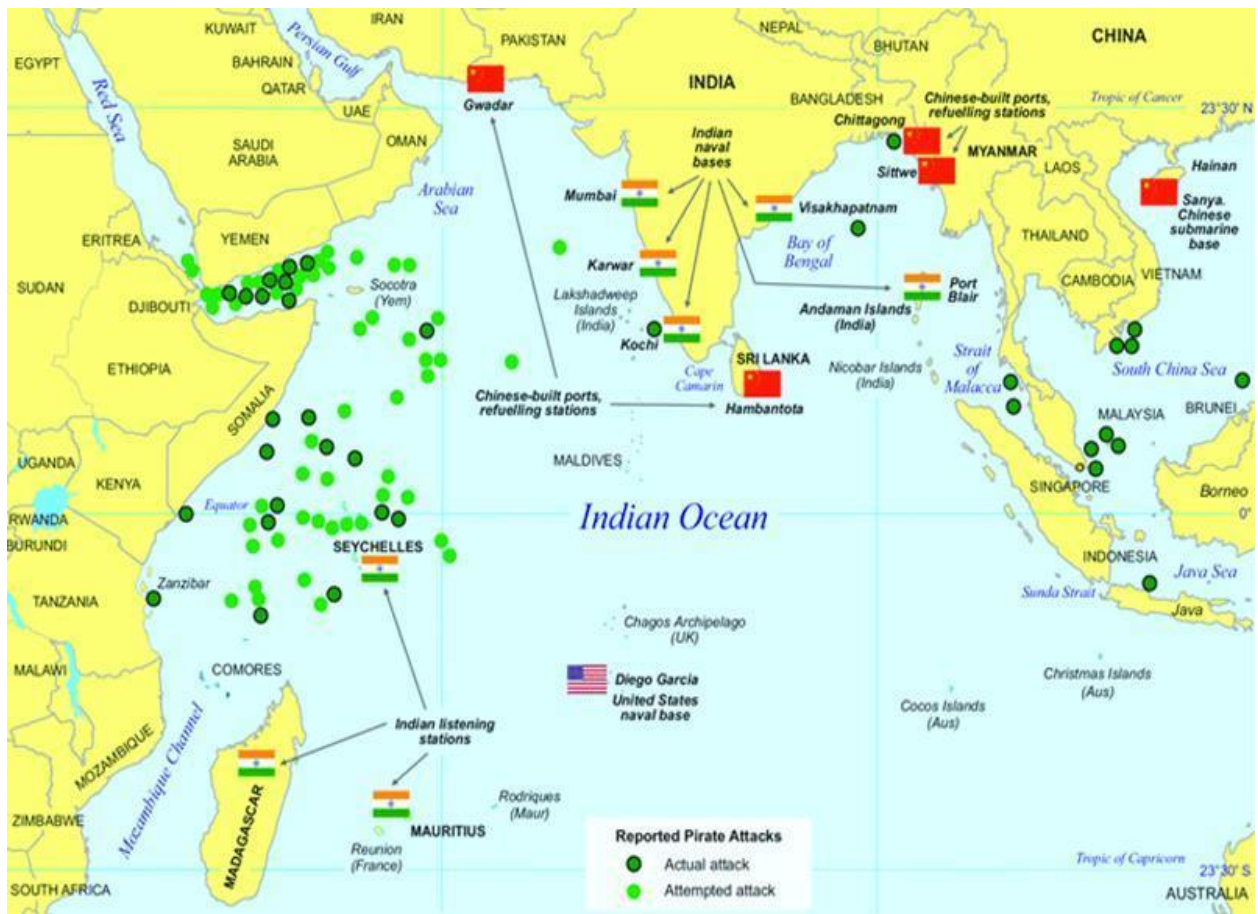 IRAN
NEPAL
CHINA
KUWAIT
PAKISTAN
BHUTAN
EGYPT
Persian Gulf
BAHRAIN
INDIA
QATAR
Gwadar
BANGLADESH
Chinese-built ports,
refuelling stations
Tropic of Cancer
23°30' N
Red Sea
UAE
Chittagong
OMAN
Indian
naval
bases
MYANMAR
SAUDI
ARABIA
LAOS
Hainan
Sittwe
Arabian
Sea
Mumbai
Visakhapatnam
Sanya.
Chinese
submarine
base
ERITREA
YEMEN
THAILAND
Bay of
Bengal
Karwar
SUDAN
Socotra
(Yem)
CAMBODIA
VIETNAM
DJIBOUTI
Lakshadweep
Islands
(India)
Port
Blair
Andaman Islands
(India)
Kochi
ETHIOPIA
SRI LANKA
Strait
of
Malacca
Nicobar Islands
(India)
South China Sea
Cape
Camarin
SOMALIA
Chinese-built ports,
refuelling stations
Hambantota
BRUNEI
MALAYSIA
UGANDA
MALDIVES
KENYA
SINGAPORE
Borneo
Equator
RWANDA
Indian Ocean
0°
BURUNDI
SEYCHELLES
INDONESIA
Zanzibar
Java Sea
TANZANIA
Sunda Strait
Java
Chagos Archipelago
(UK)
MALAWI
COMORES
Diego Garcia
United States
naval base
Christmas Islands
(Aus)
Cocos Islands
(Aus)
Indian listening
stations
MOZAMBIQUE
Mozambique Channel
MADAGASCAR
Rodriques
(Maur)
ZIMBABWE
MAURITIUS
Reunion
(France)
Reported Pirate Attacks
Actual attack
Attempted attack
Tropic of Capricorn
23°30' S
SOUTH AFRICA
AUSTRALIA